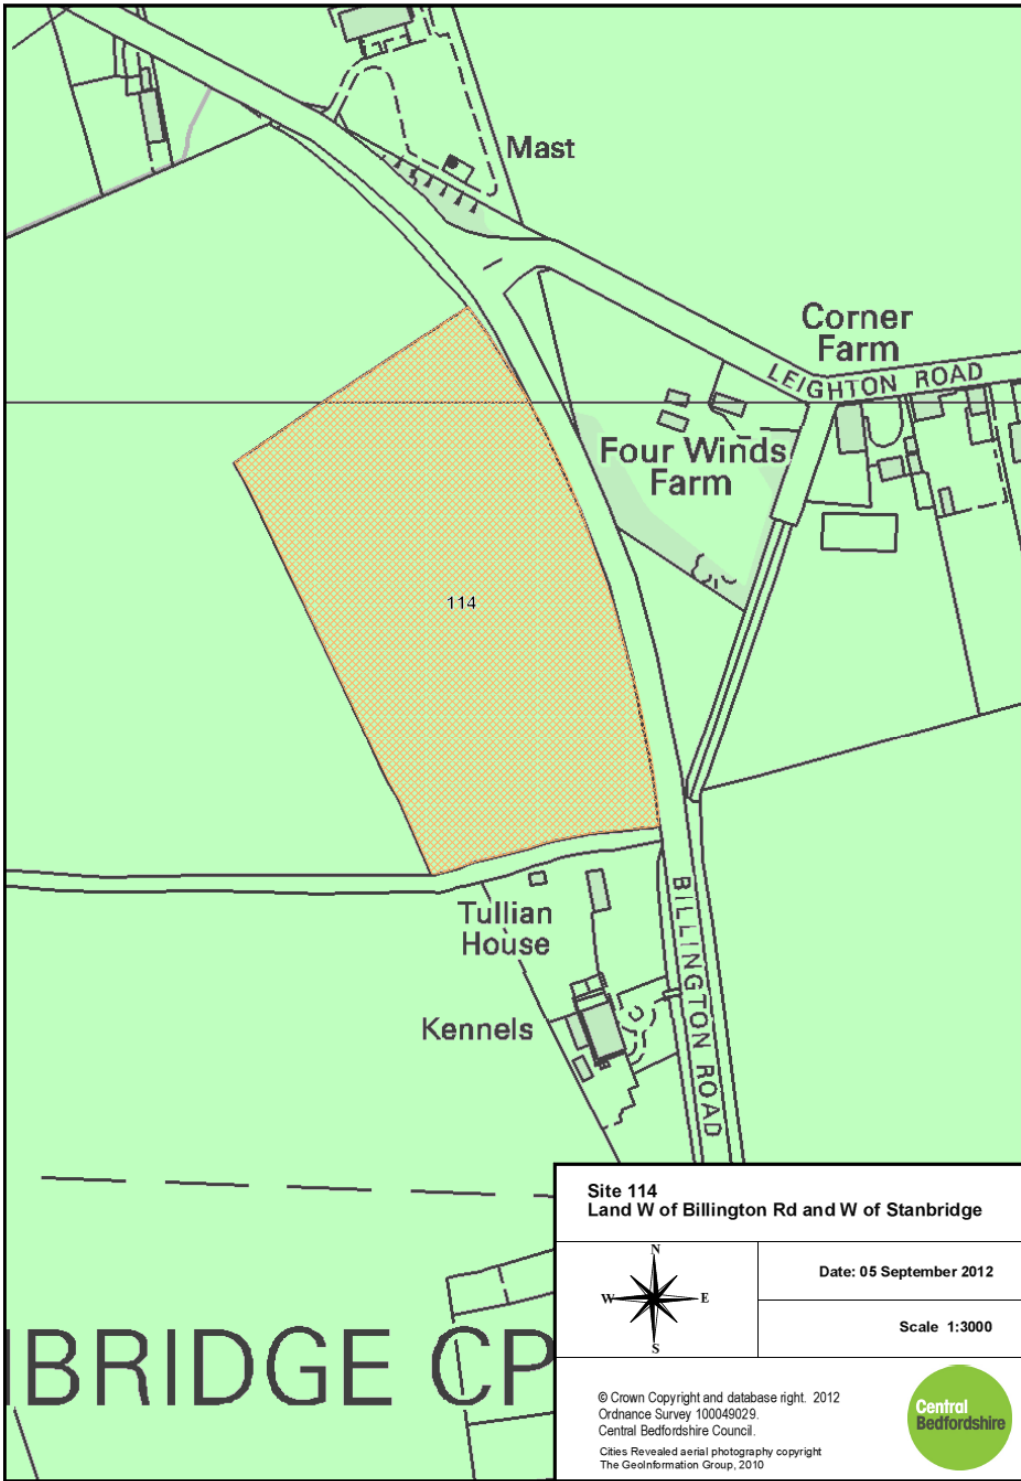 Mast
Corner
Farm
LEIGHTON ROAD
Four Winds
Farm
114
Tullian
House
BILLINGTON ROAD
Kennels
Site 114
Land W of Billington Rd and W of Stanbridge
N
W
E
S
Date: 05 September 2012
Scale 1:3000
BRIDGE CP
© Crown Copyright and database right. 2012
Ordnance Survey 100049029.
Central Bedfordshire Council.
Cities Revealed aerial photography copyright
The GeoInformation Group, 2010
Central
Bedfordshire